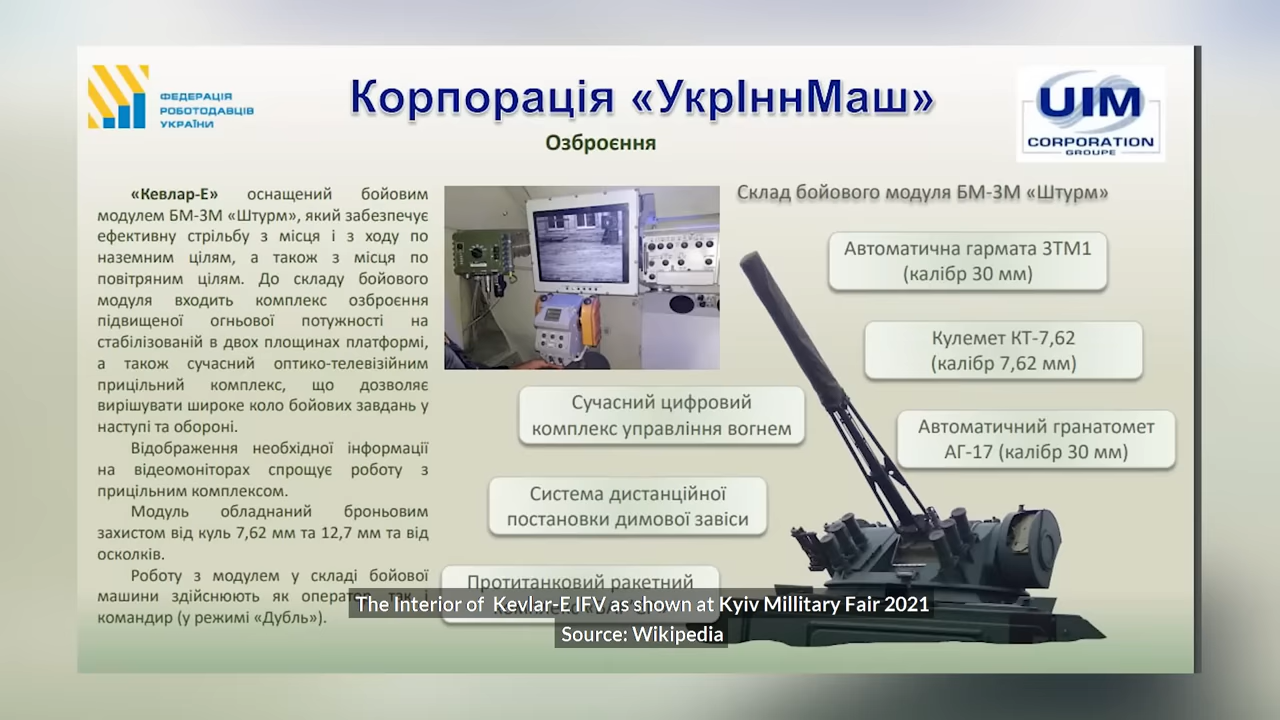 ФЕДЕРАЦІЯ
РОБОТОДАВЦІВ
УКРАЇНИ
Корпорація «УкрІннМаш»
Озброєння
UIM
CORPORATION
GROUPE
«Кевлар-Е» оснащений бойовим
модулем БМ-3М «Штурм», який забезпечує
ефективну стрільбу з місця і з ходу по
наземним цілям, а також з місця по
повітряним цілям. До складу бойового
модуля входить комплекс озброєння
підвищеної огньової потужності на
стабілізованій в двох площинах платформі,
а також сучасний оптико-телевізійним
прицільний комплекс, що дозволяє
вирішувати широке коло бойових завдань у
наступі та обороні.
Відображення необхідної інформації
на відеомоніторах спрощує роботу з
прицільним комплексом.
Модуль обладнаний броньовим
захистом від куль 7,62 мм та 12,7 мм та від
осколків.
Роботу з модулем у складі бойової
машини здійснюють як оператор, так і
командир (у режимі «Дубль»).
Склад бойового модуля БМ-3М «Штурм»
Автоматична гармата ЗТМ1
(калібр 30 мм)
Кулемет КТ-7,62
(калібр 7,62 мм)
Автоматичний гранатомет
АГ-17 (калібр 30 мм)
Сучасний цифровий
комплекс управління вогнем
Система дистанційної
постановки димової завіси
Протитанковий ракетний
The Interior of Kevlar-E IFV as shown at Kyiv Millitary Fair 2021
Source: Wikipedia